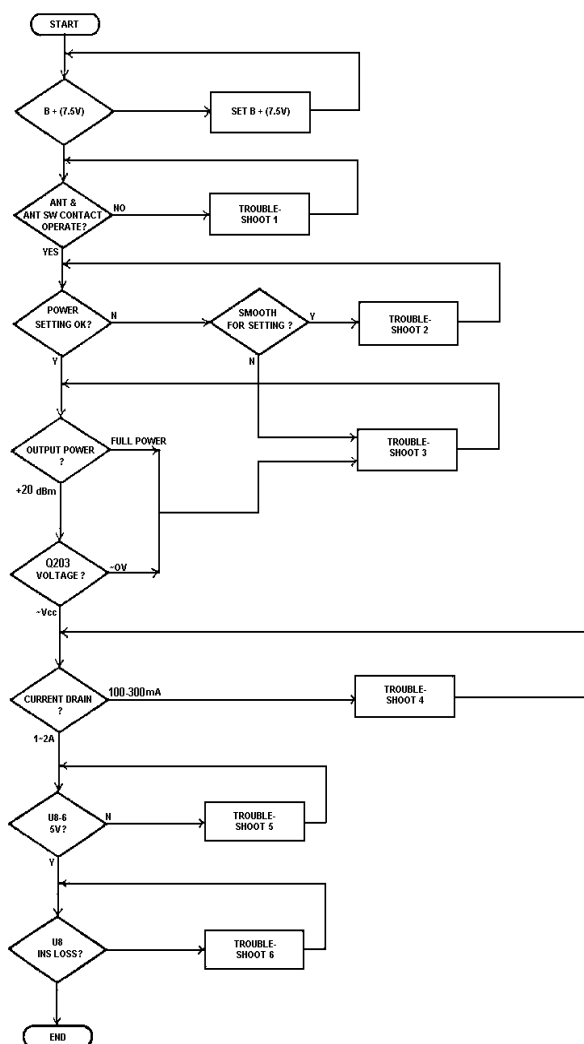 START
B + (7.5V)
SET B + (7.5V)
ANT &
ANT SW CONTACT
OPERATE?
NO
TROUBLE-
SHOOT 1
YES
POWER
SETTING OK?
N
SMOOTH
FOR SETTING ?
Y
TROUBLE-
SHOOT 2
Y
N
OUTPUT POWER
?
FULL POWER
TROUBLE-
SHOOT 3
+20 dBm
Q203
VOLTAGE ?
~0V
~Vcc
CURRENT DRAIN
?
100-300mA
TROUBLE-
SHOOT 4
1~2A
U8-6
5V?
N
TROUBLE-
SHOOT 5
Y
U8
INS LOSS?
TROUBLE-
SHOOT 6
END